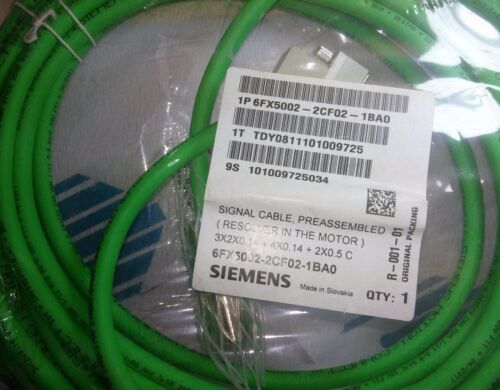 1P 6FX5002-2CF02-1BA0
1T TDY0811101009725
9S 101009725034
SIGNAL CABLE, PREASSEMBLED
( RESOLVER IN THE MOTOR )
3X2X0.14 + 4X0.14 + 2X0.5 C
6FX5002-2CF02-1BA0
SIEMENS Made in Slovakia QTY: 1
R-001-01
ORIGINAL PACKING